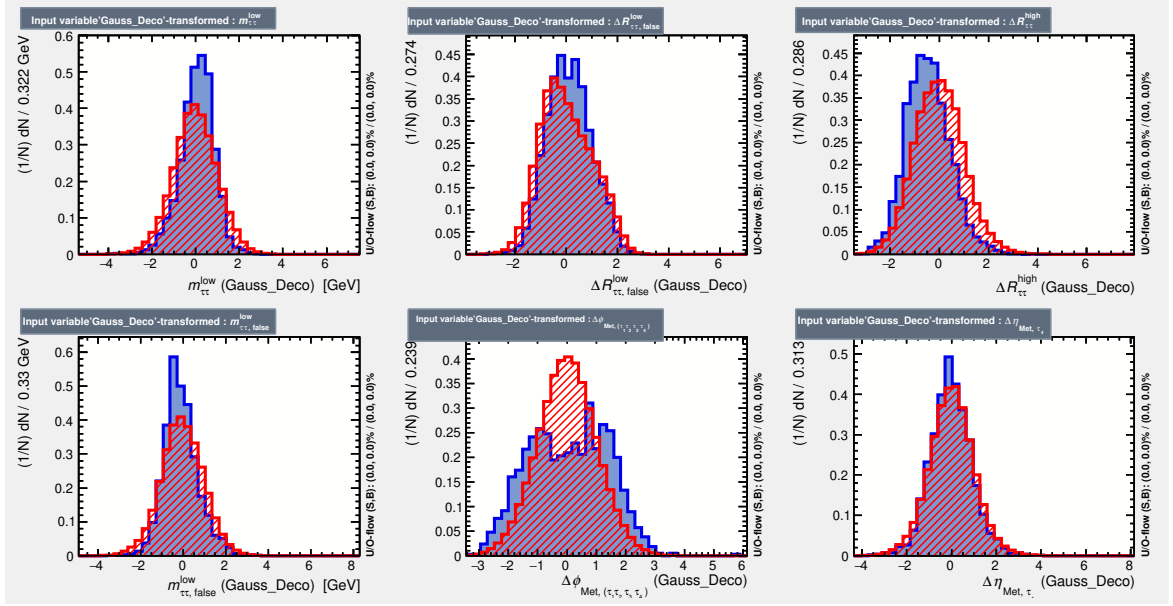 Input variable'Gauss_Deco'-transformed : m^low_ττ
(1/N) dN / 0.322 GeV
0.6
0.5
0.4
0.3
0.2
0.1
0
−4 −2 0 2 4 6
m^low_ττ (Gauss_Deco) [GeV]
U/O-flow (S,B): (0.0, 0.0)% / (0.0, 0.0)%
Input variable'Gauss_Deco'-transformed : ΔR^low_ττ, false
(1/N) dN / 0.274
0.45
0.4
0.35
0.3
0.25
0.2
0.15
0.1
0.05
0
−2 0 2 4 6
ΔR^low_ττ, false (Gauss_Deco)
U/O-flow (S,B): (0.0, 0.0)% / (0.0, 0.0)%
Input variable'Gauss_Deco'-transformed : ΔR^high_ττ
(1/N) dN / 0.286
0.45
0.4
0.35
0.3
0.25
0.2
0.15
0.1
0.05
0
−2 0 2 4 6
ΔR^high_ττ (Gauss_Deco)
U/O-flow (S,B): (0.0, 0.0)% / (0.0, 0.0)%
Input variable'Gauss_Deco'-transformed : m^low_ττ, false
(1/N) dN / 0.33 GeV
0.6
0.5
0.4
0.3
0.2
0.1
0
−4 −2 0 2 4 6 8
m^low_ττ, false (Gauss_Deco) [GeV]
U/O-flow (S,B): (0.0, 0.0)% / (0.0, 0.0)%
Input variable'Gauss_Deco'-transformed : Δϕ_Met, (τ₁τ₂τ₃τ₄)
(1/N) dN / 0.239
0.4
0.35
0.3
0.25
0.2
0.15
0.1
0.05
0
−3 −2 −1 0 1 2 3 4 5 6
Δϕ_Met, (τ₁τ₂τ₃τ₄) (Gauss_Deco)
U/O-flow (S,B): (0.0, 0.0)% / (0.0, 0.0)%
Input variable'Gauss_Deco'-transformed : Δη_Met, τ₄
(1/N) dN / 0.313
0.5
0.4
0.3
0.2
0.1
0
−4 −2 0 2 4 6 8
Δη_Met, τ (Gauss_Deco)
U/O-flow (S,B): (0.0, 0.0)% / (0.0, 0.0)%